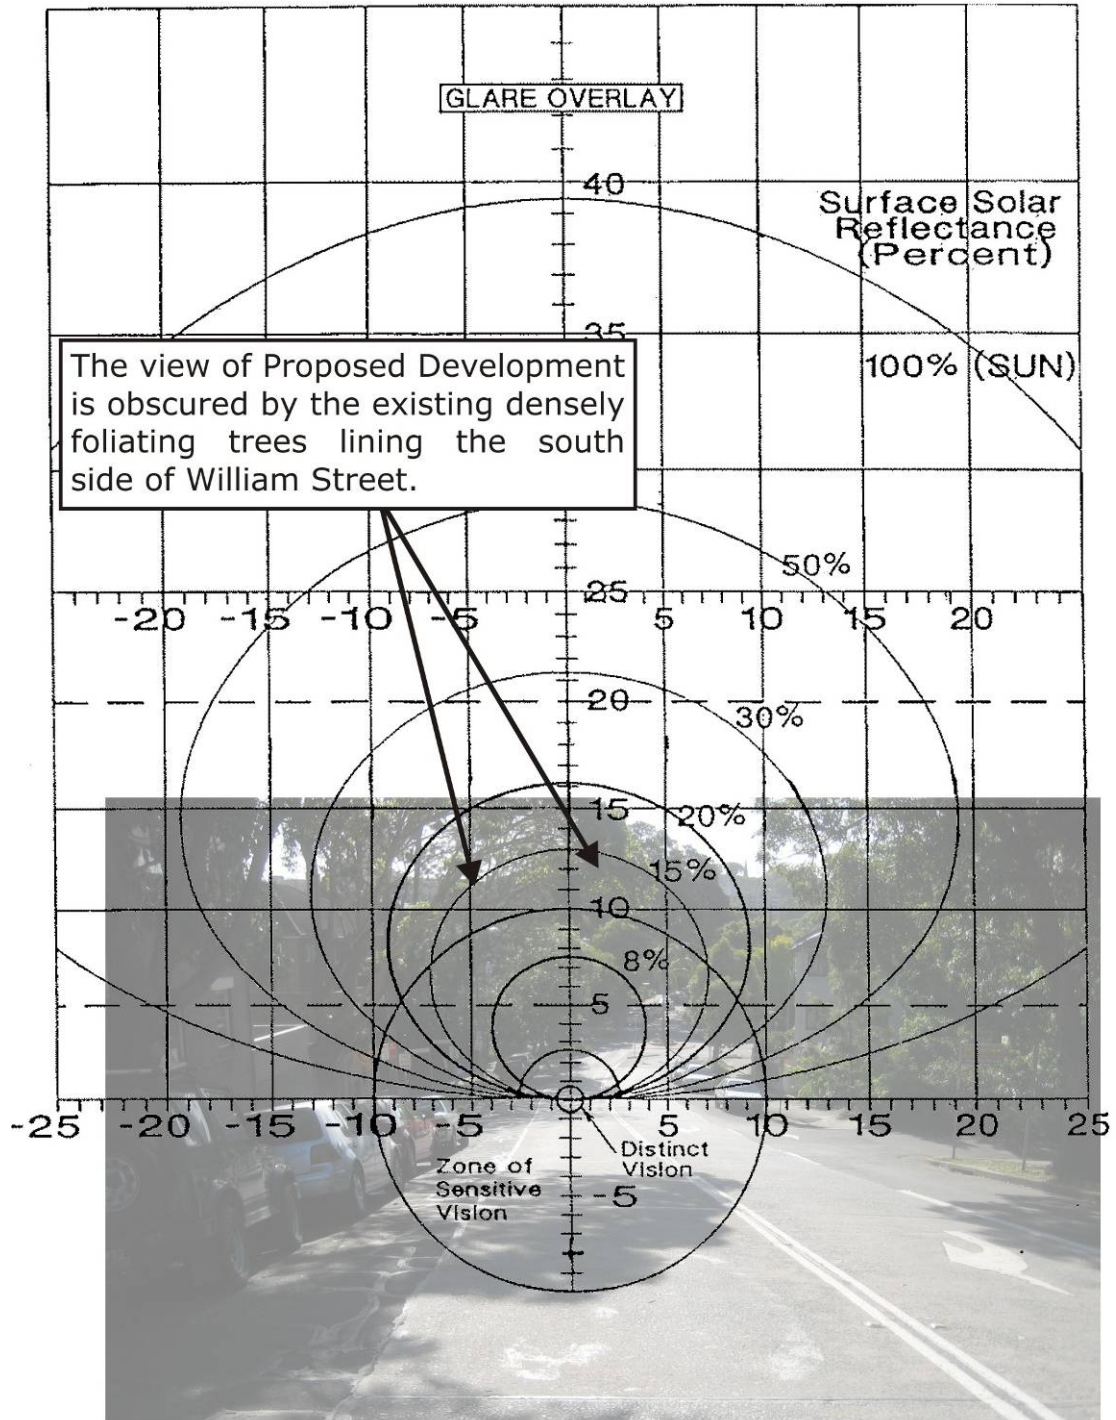 GLARE OVERLAY
40
Surface Solar
Reflectance
(Percent)
35
100% (SUN)
The view of Proposed Development
is obscured by the existing densely
foliating trees lining the south
side of William Street.
50%
25
-20 -15 -10 -5 5 10 15 20
20
30%
15
20%
15%
10
8%
5
-25 -20 -15 -10 -5 5 10 15 20 25
Distinct
Vision
Zone of
Sensitive
Vision
-5